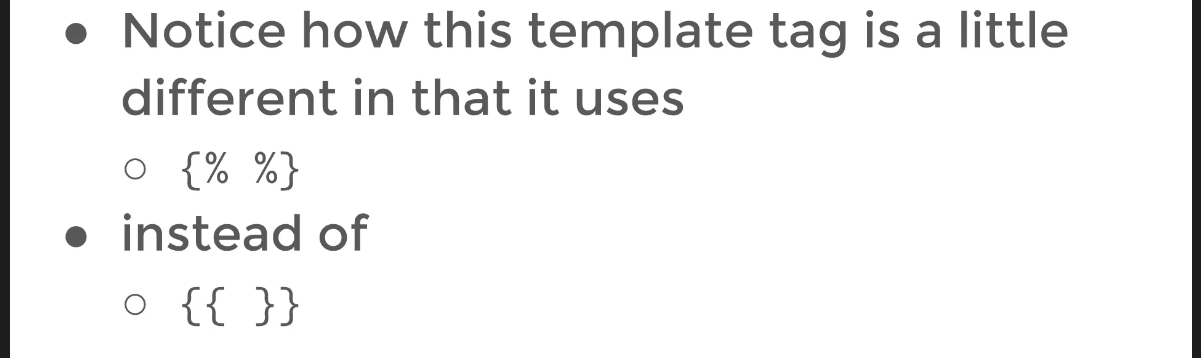 ● Notice how this template tag is a little
different in that it uses
○ {% %}
● instead of
○ {{ }}